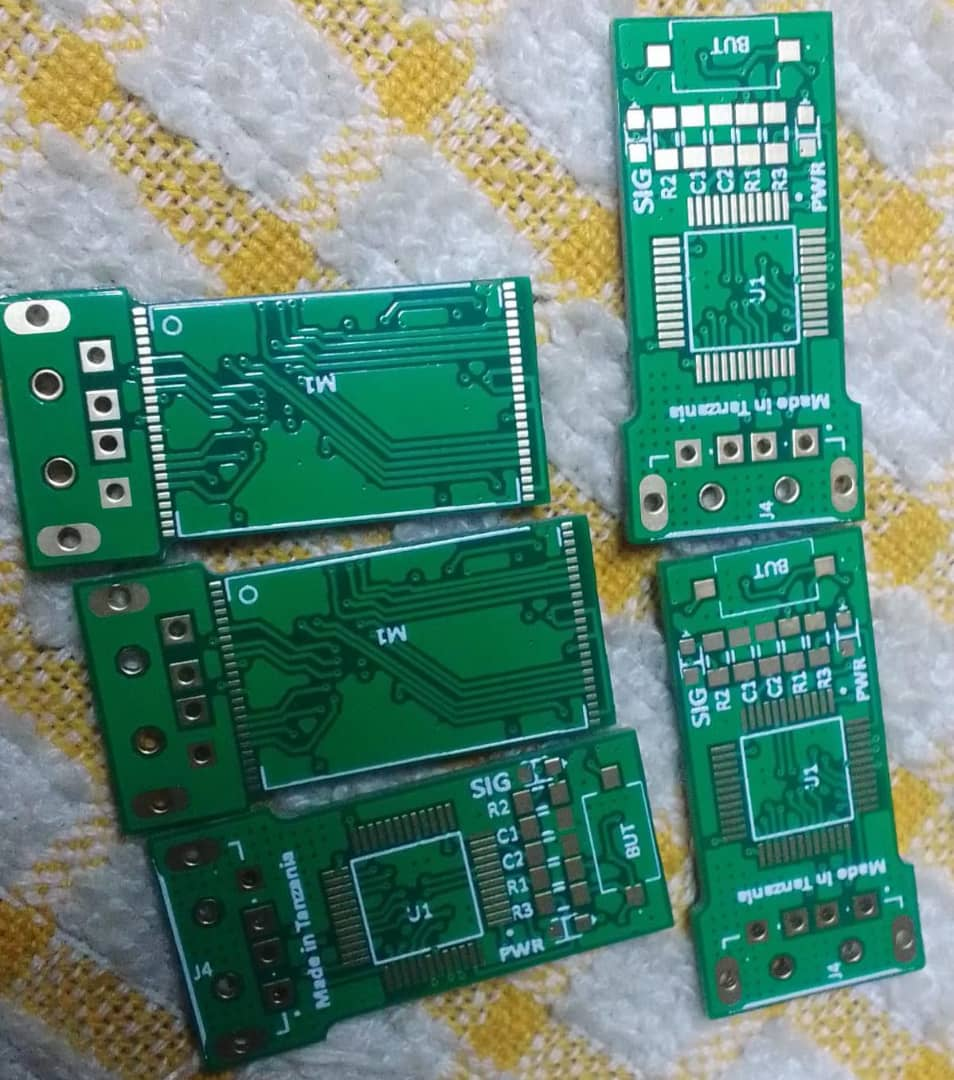 BUT
SIG
R2
C1
C2
R1
R3
PWR
U1
Made in Tanzania
J4
M1
M1
BUT
SIG
R2
C1
C2
R1
R3
PWR
U1
Made in Tanzania
J4
SIG
R2
C1
C2
R1
R3
PWR
BUT
U1
Made in Tanzania
J4